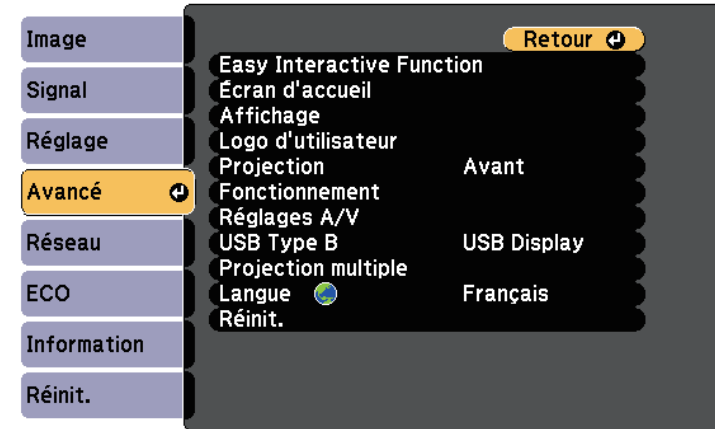 Image
Signal
Réglage
Avancé
Réseau
ECO
Information
Réinit.
Retour
Easy Interactive Function
Écran d'accueil
Affichage
Logo d'utilisateur
Projection Avant
Fonctionnement
Réglages A/V
USB Type B USB Display
Projection multiple
Langue Français
Réinit.